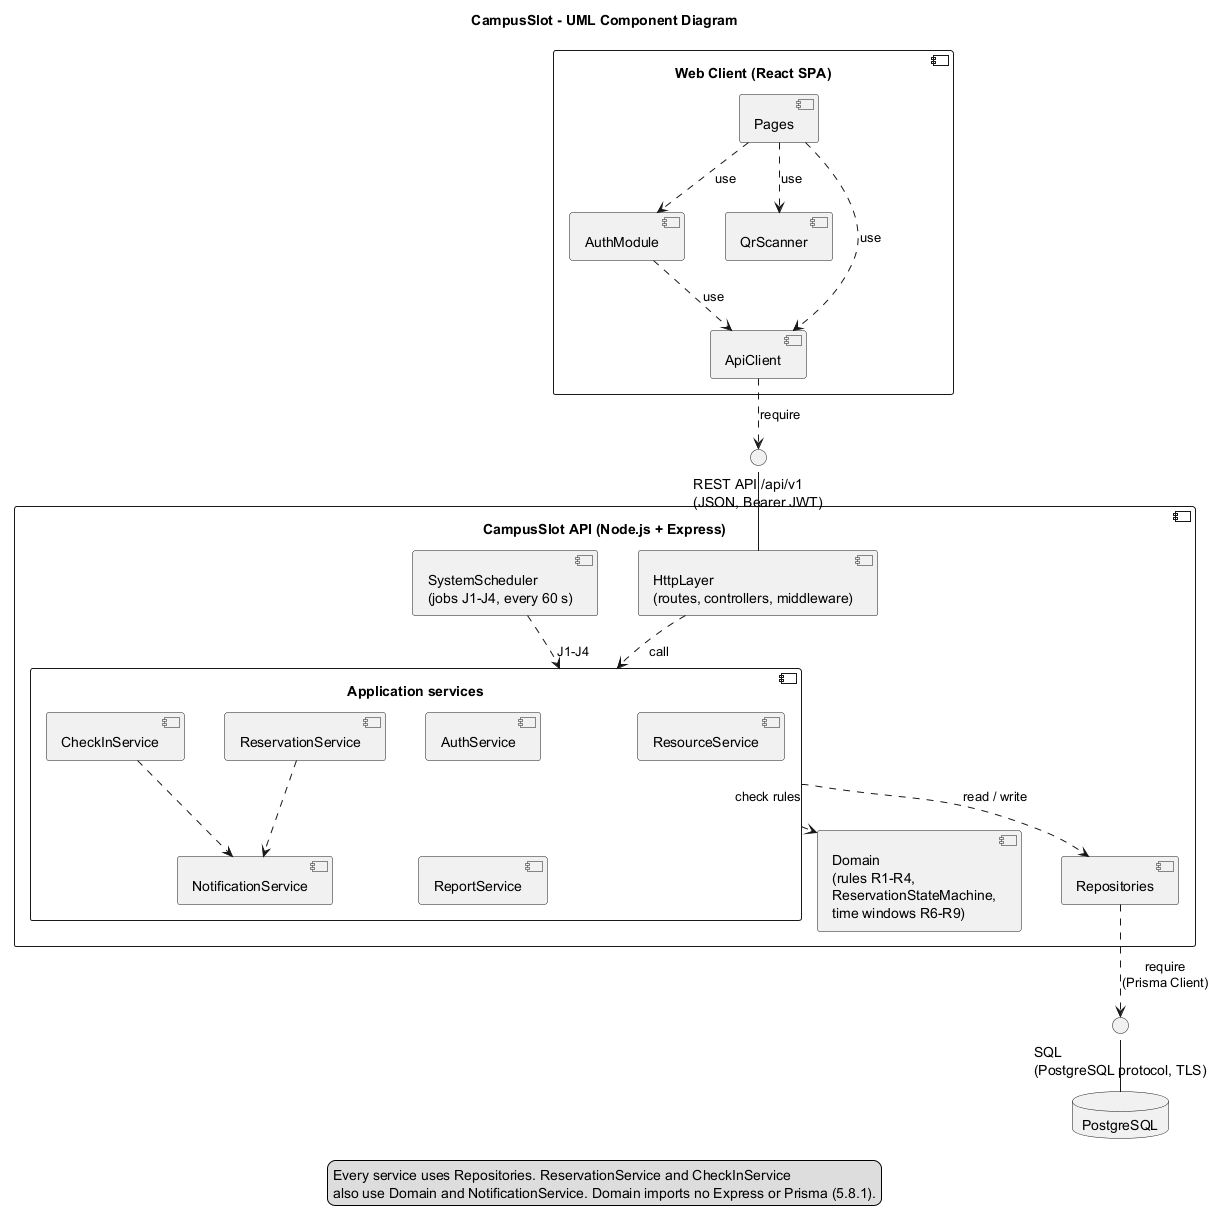 CampusSlot - UML Component Diagram
Web Client (React SPA)
Pages
use
use
AuthModule
QrScanner
use
use
ApiClient
require
REST API /api/v1
(JSON, Bearer JWT)
CampusSlot API (Node.js + Express)
SystemScheduler
(jobs J1-J4, every 60 s)
HttpLayer
(routes, controllers, middleware)
J1-J4
call
Application services
CheckInService
ReservationService
AuthService
ResourceService
check rules
read / write
NotificationService
ReportService
Domain
(rules R1-R4,
ReservationStateMachine,
time windows R6-R9)
Repositories
require
(Prisma Client)
SQL
(PostgreSQL protocol, TLS)
PostgreSQL
Every service uses Repositories. ReservationService and CheckInService
also use Domain and NotificationService. Domain imports no Express or Prisma (5.8.1).